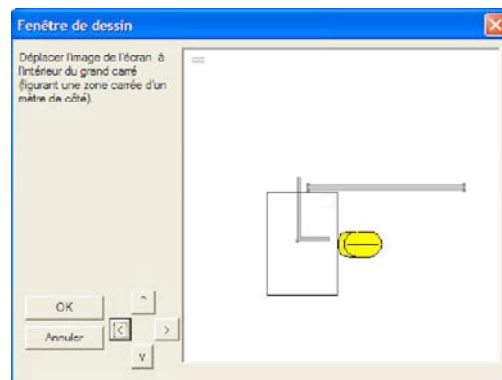 Fenêtre de dessin
Déplacer l'image de l'écran à
l'intérieur du grand carré
(figurant une zone carrée d'un
mètre de côté)
OK
^
<
>
Annuler
v